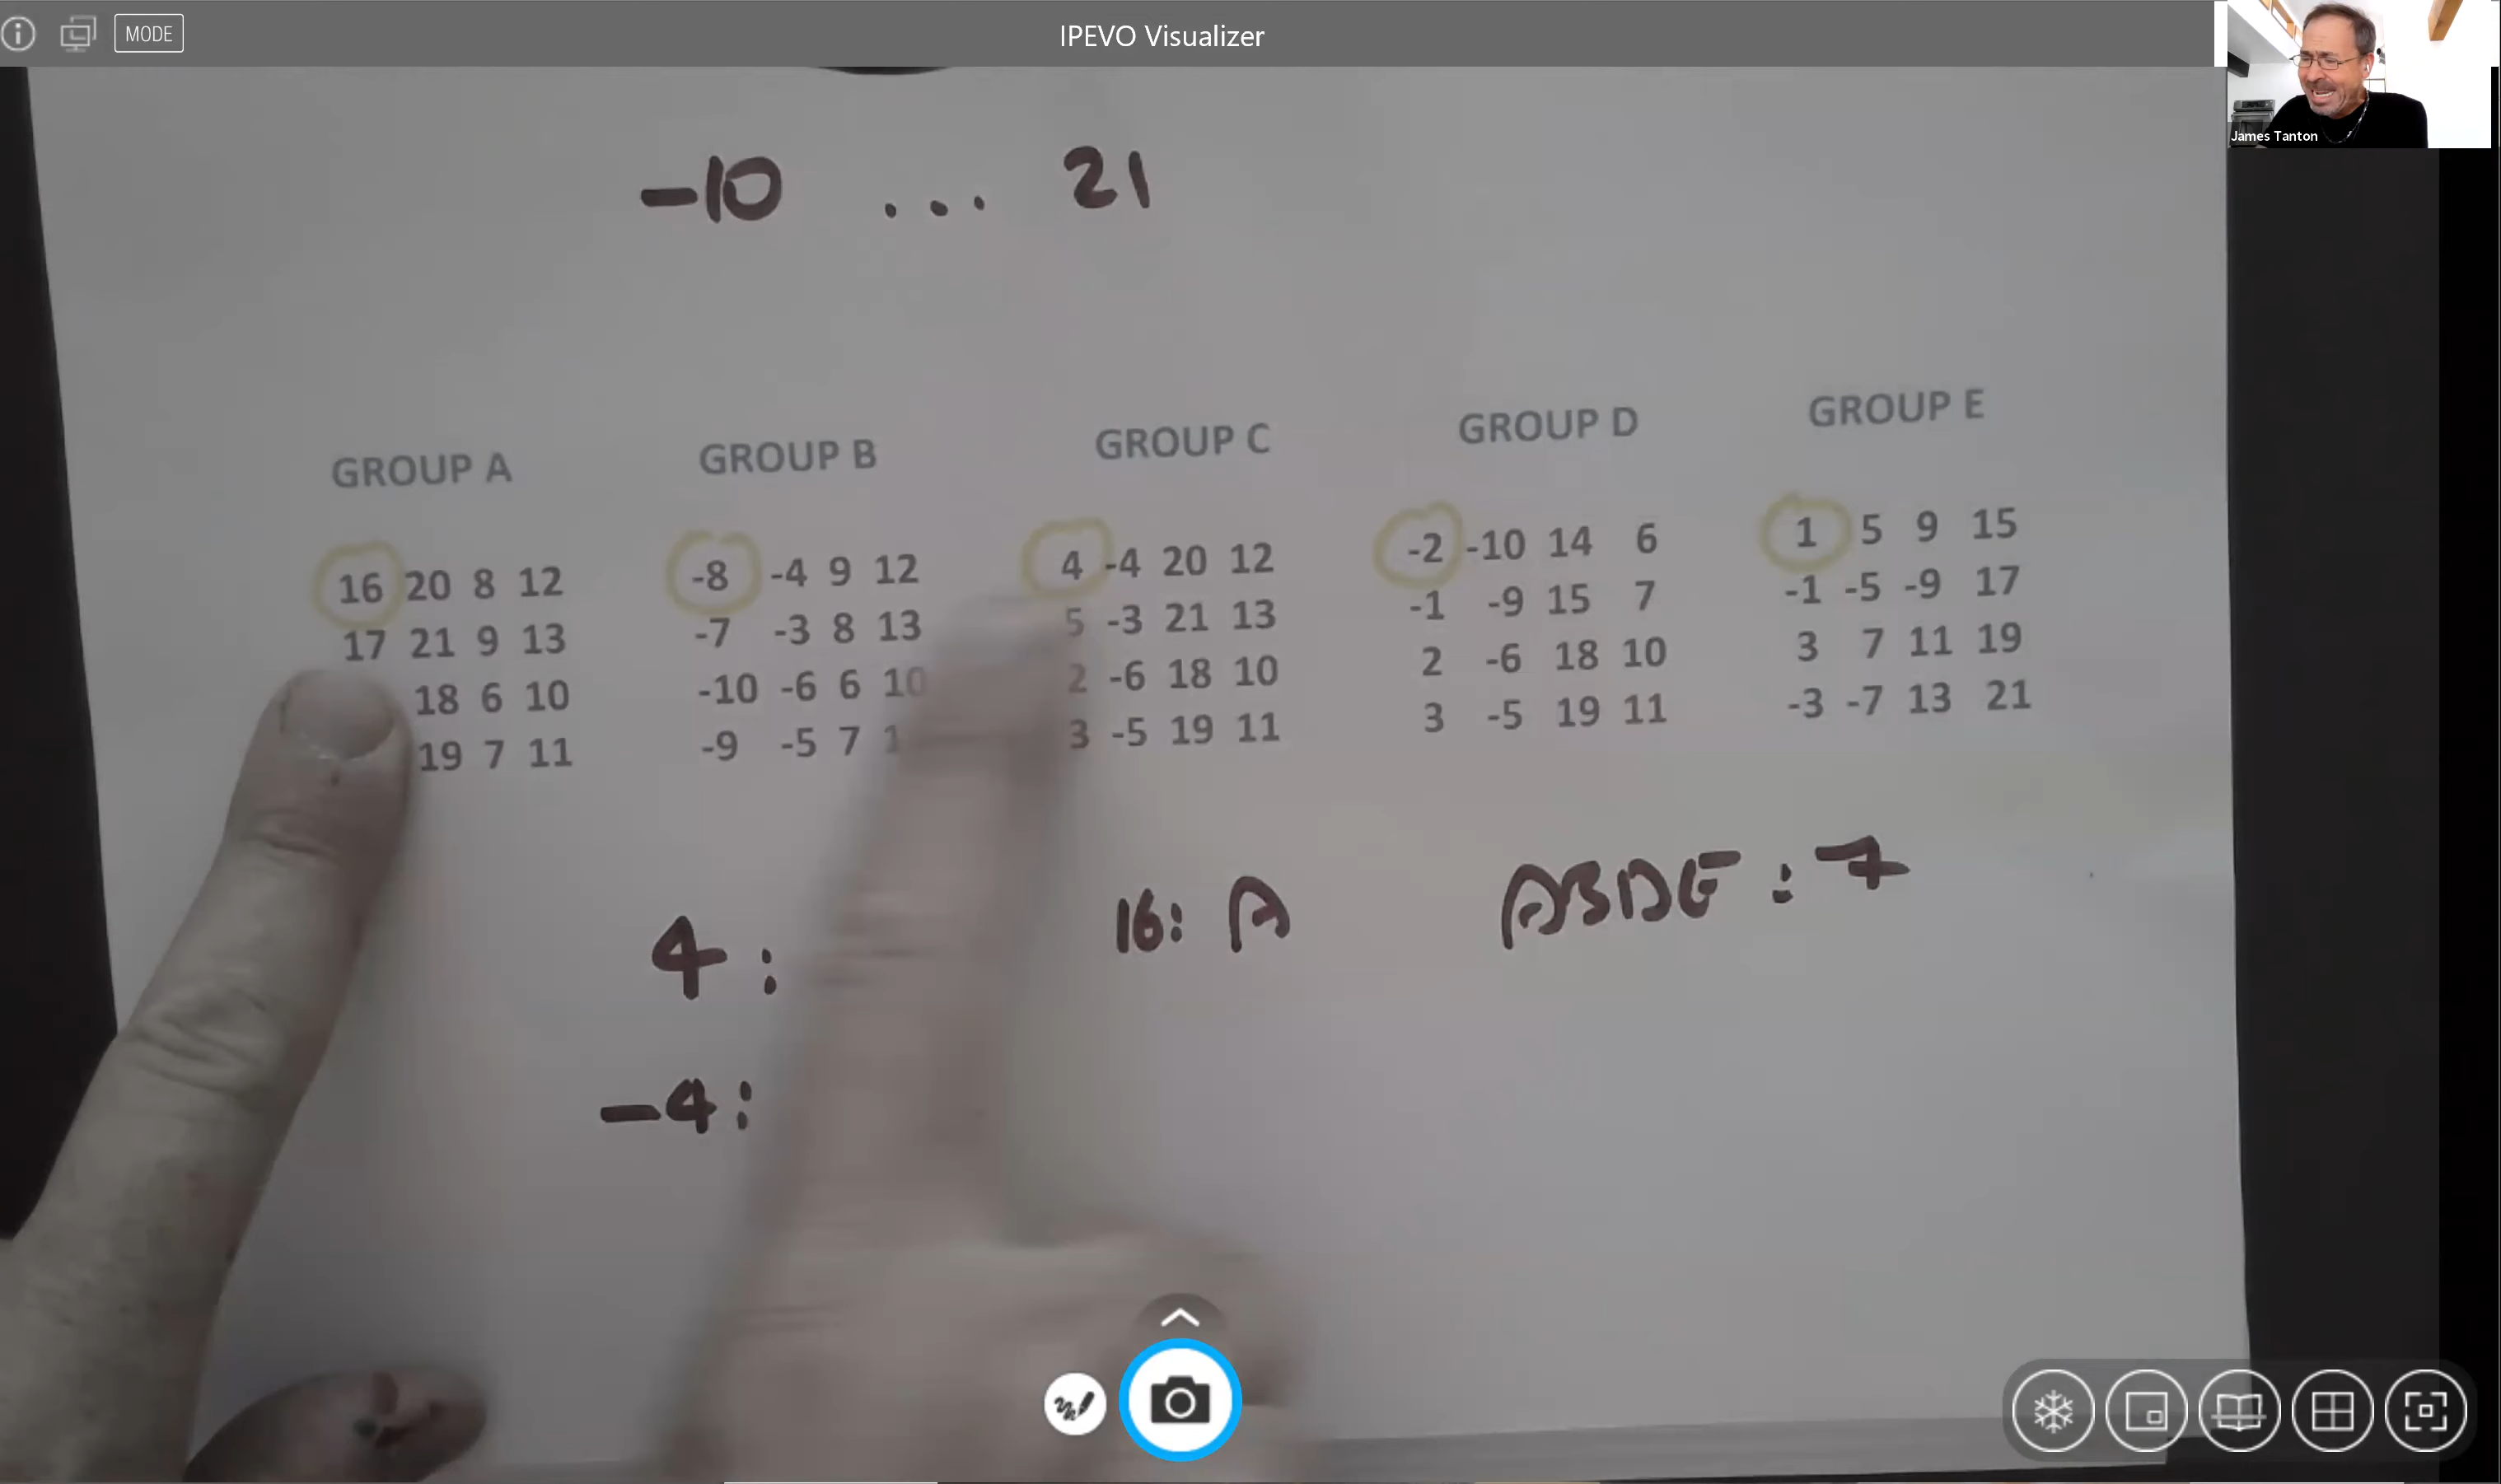 MODE
IPEVO Visualizer
James Tanton
-10 ... 21
GROUP A GROUP B GROUP C GROUP D GROUP E
16 20 8 12 -8 -4 9 12 4 -4 20 12 -2 -10 14 6 1 5 9 15
17 21 9 13 -7 -3 8 13 5 -3 21 13 -1 -9 15 7 -1 -5 -9 17
18 6 10 -10 -6 6 10 2 -6 18 10 2 -6 18 10 3 7 11 19
19 7 11 -9 -5 7 3 -5 19 11 3 -5 19 11 -3 -7 13 21
4: 16: A ABDE: 7
-4: